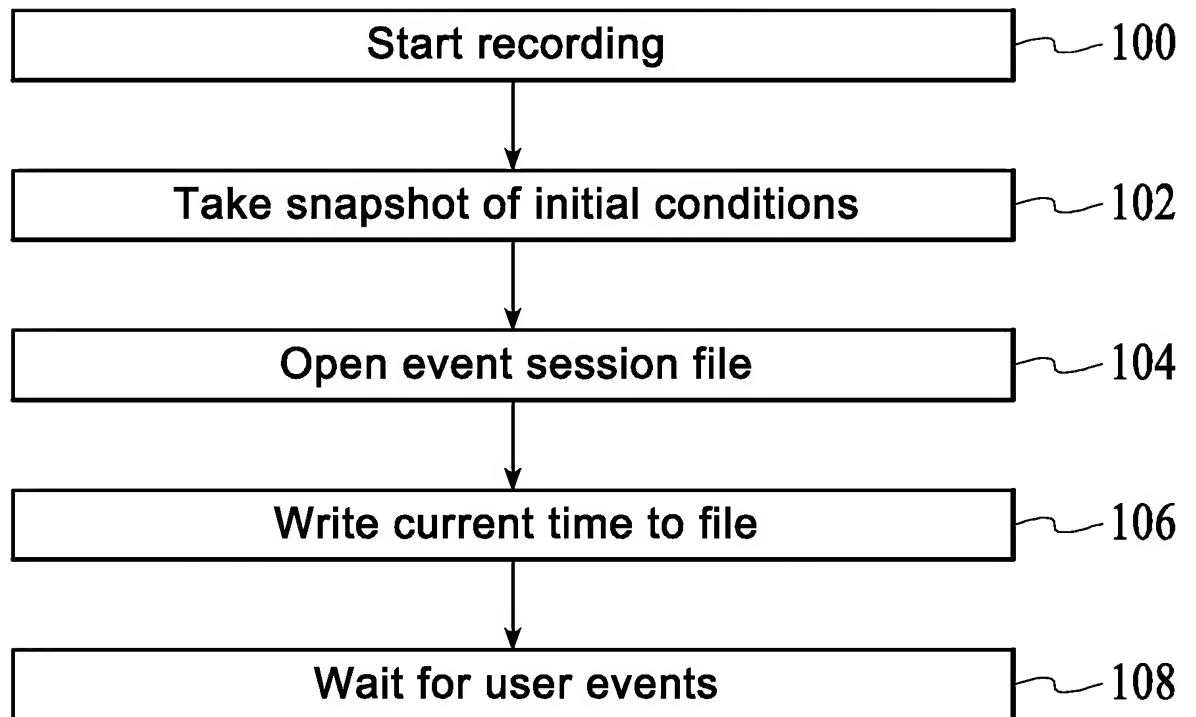 Start recording 100
Take snapshot of initial conditions 102
Open event session file 104
Write current time to file 106
Wait for user events 108